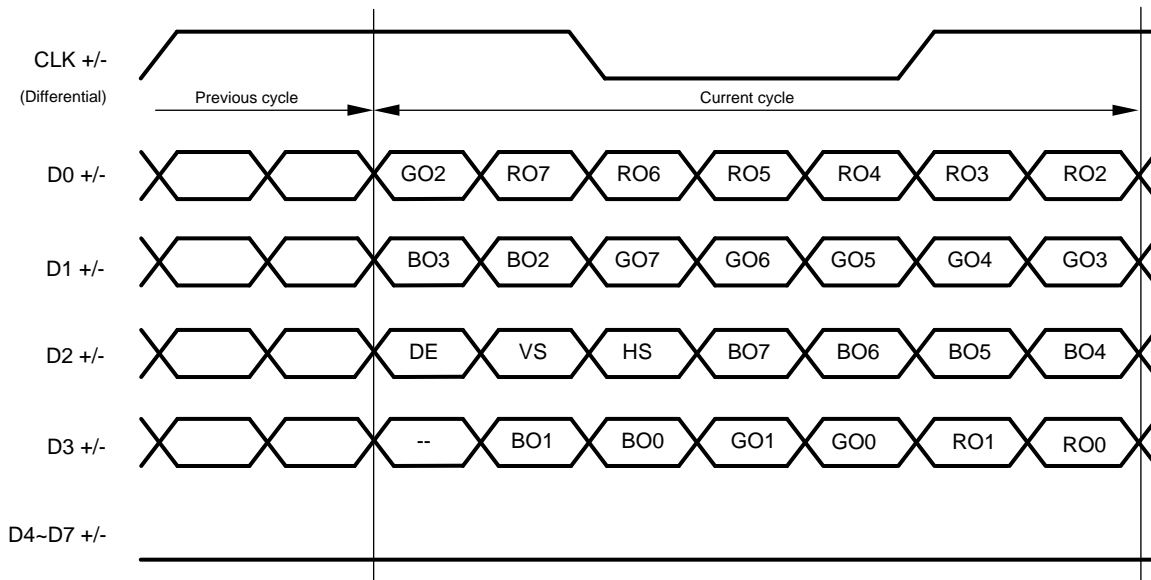 CLK +/-
(Differential)
Previous cycle
Current cycle
D0 +/-
GO2 RO7 RO6 RO5 RO4 RO3 RO2
D1 +/-
BO3 BO2 GO7 GO6 GO5 GO4 GO3
D2 +/-
DE VS HS BO7 BO6 BO5 BO4
D3 +/-
-- BO1 BO0 GO1 GO0 RO1 RO0
D4~D7 +/-